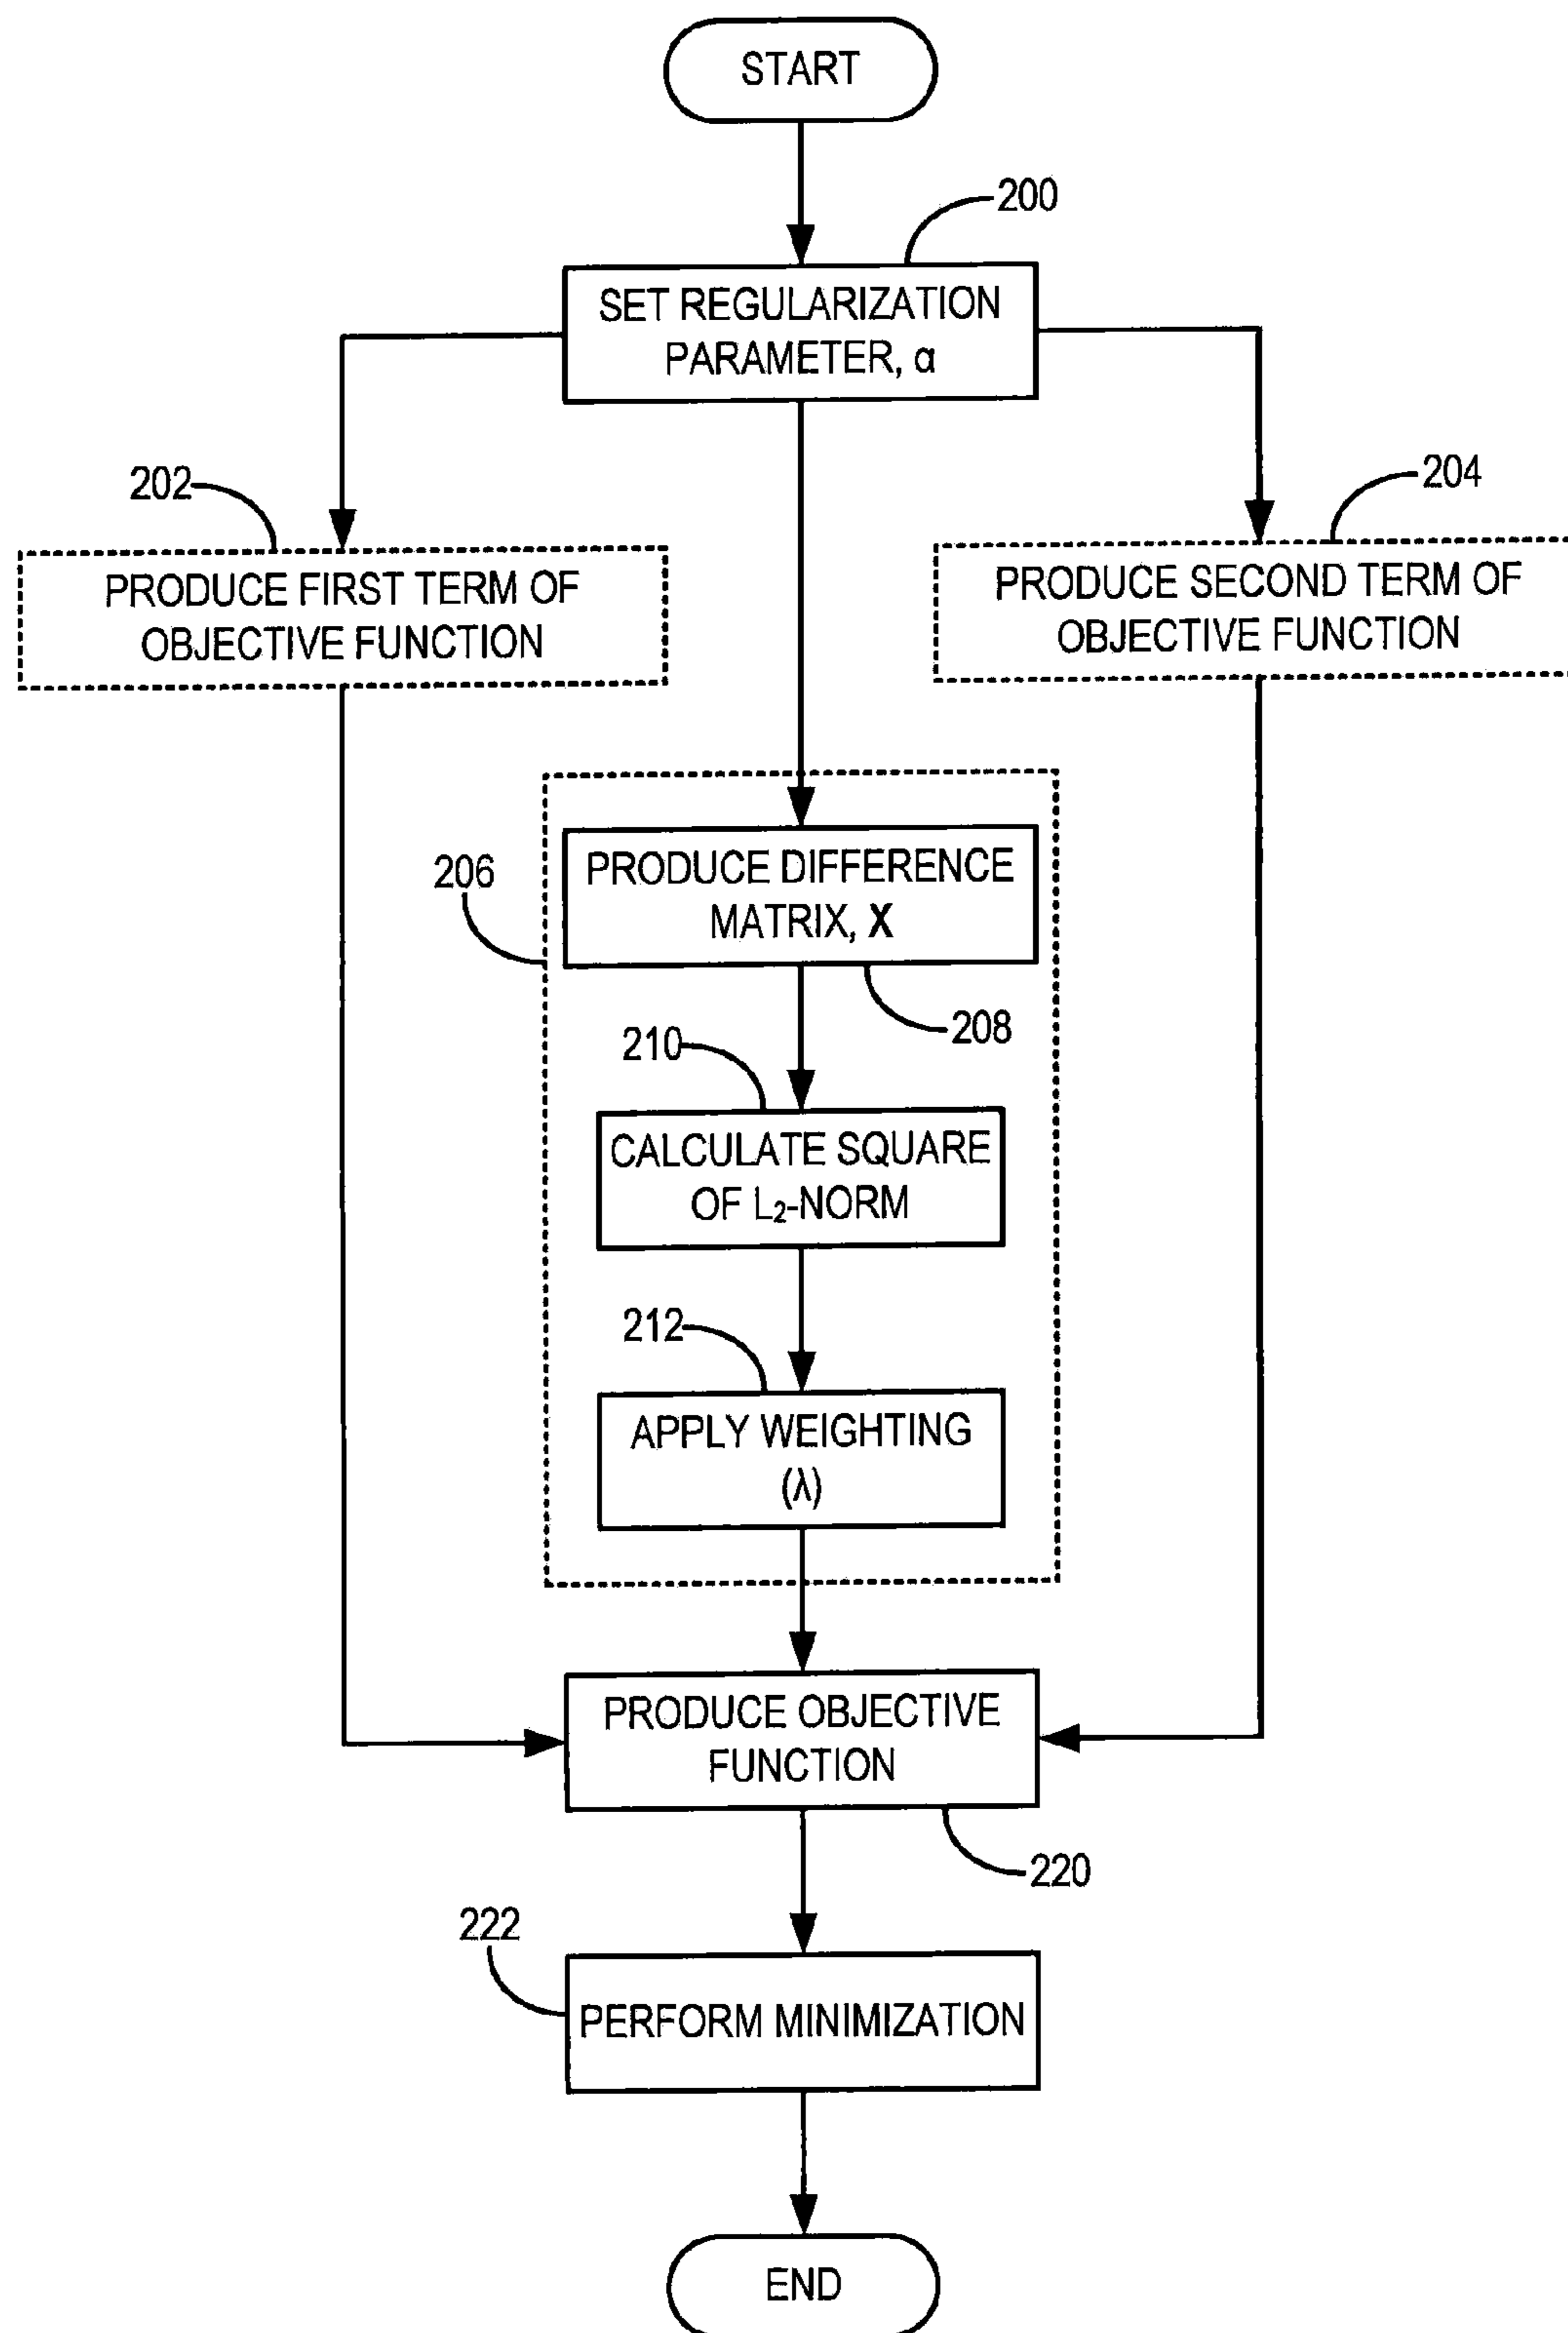 START
200
SET REGULARIZATION
PARAMETER, α
202
204
PRODUCE FIRST TERM OF
OBJECTIVE FUNCTION
PRODUCE SECOND TERM OF
OBJECTIVE FUNCTION
206
PRODUCE DIFFERENCE
MATRIX, X
208
210
CALCULATE SQUARE
OF L₂-NORM
212
APPLY WEIGHTING
(λ)
PRODUCE OBJECTIVE
FUNCTION
220
222
PERFORM MINIMIZATION
END